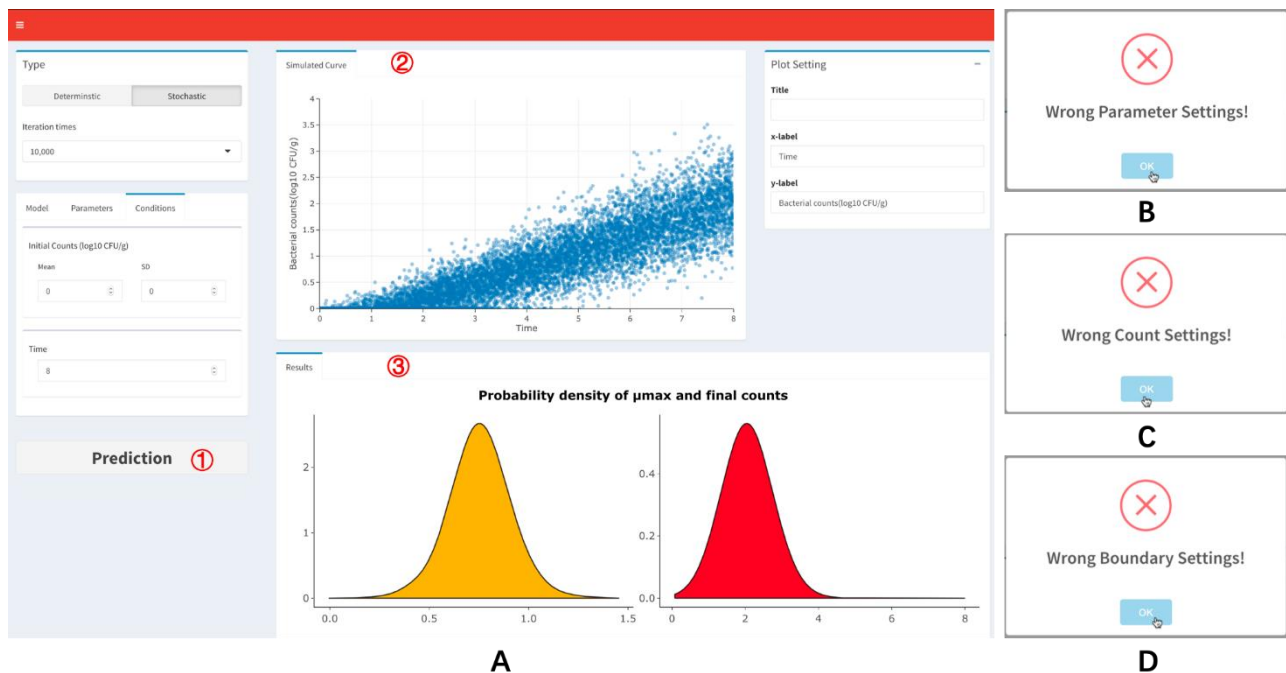 ≡
Type
Determinstic
Stochastic
Iteration times
10,000
Model Parameters Conditions
Initial Counts (log10 CFU/g)
Mean SD
0 0
Time
8
Prediction ①
Simulated Curve ②
4
3.5
3
2.5
2
1.5
1
0.5
0
Bacterial counts(log10 CFU/g)
0 1 2 3 4 5 6 7 8
Time
Plot Setting −
Title
x-label
Time
y-label
Bacterial counts(log10 CFU/g)
Results ③
Probability density of μmax and final counts
2
1
0
0.0 0.5 1.0 1.5
0.4
0.2
0.0
0 2 4 6 8
A
Wrong Parameter Settings!
OK
B
Wrong Count Settings!
OK
C
Wrong Boundary Settings!
OK
D